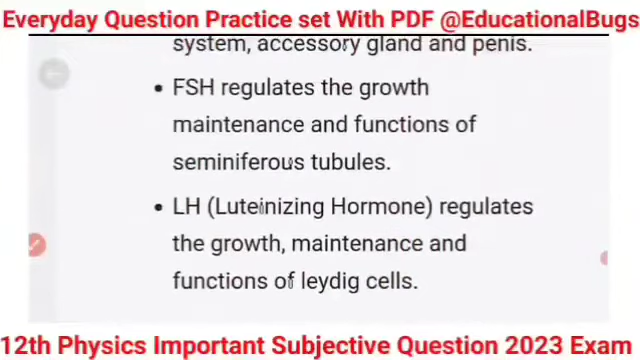 Everyday Question Practice set With PDF @EducationalBugs
system, accessory gland and penis.
• FSH regulates the growth
maintenance and functions of
seminiferous tubules.
• LH (Luteinizing Hormone) regulates
the growth, maintenance and
functions of leydig cells.
12th Physics Important Subjective Question 2023 Exam